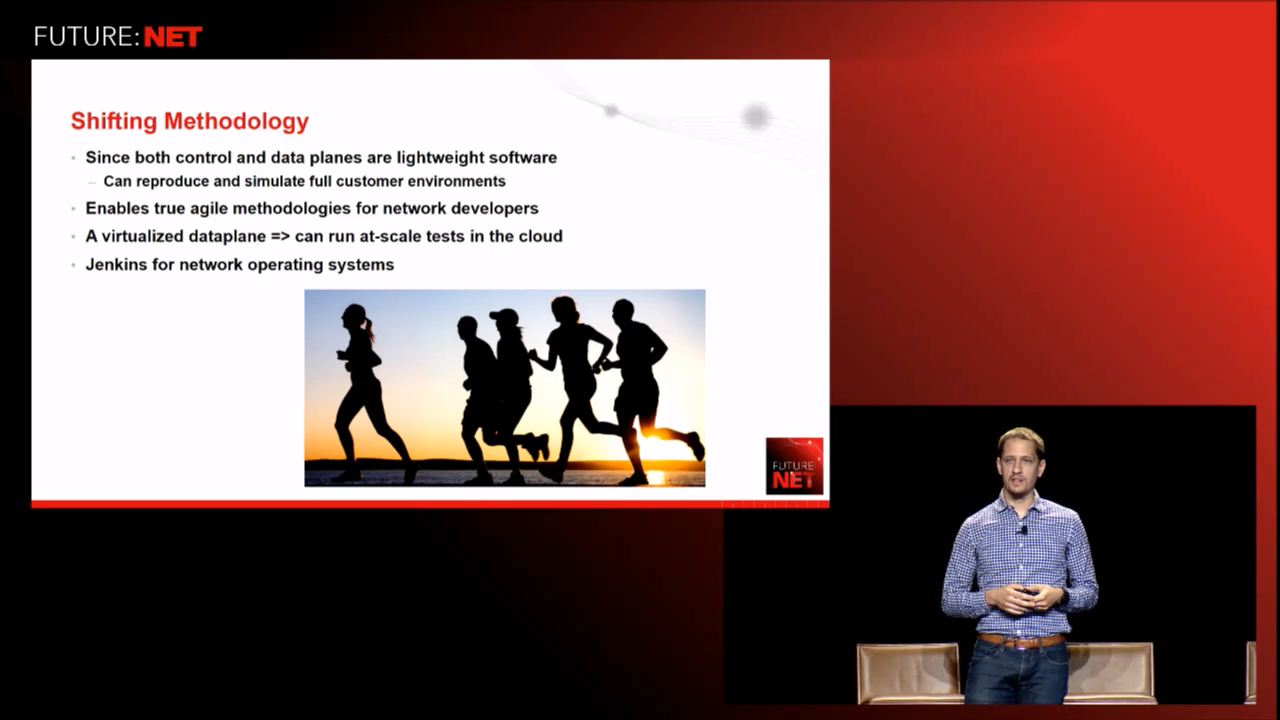 FUTURE:NET
Shifting Methodology
• Since both control and data planes are lightweight software
– Can reproduce and simulate full customer environments
• Enables true agile methodologies for network developers
• A virtualized dataplane => can run at-scale tests in the cloud
• Jenkins for network operating systems
FUTURE:
NET